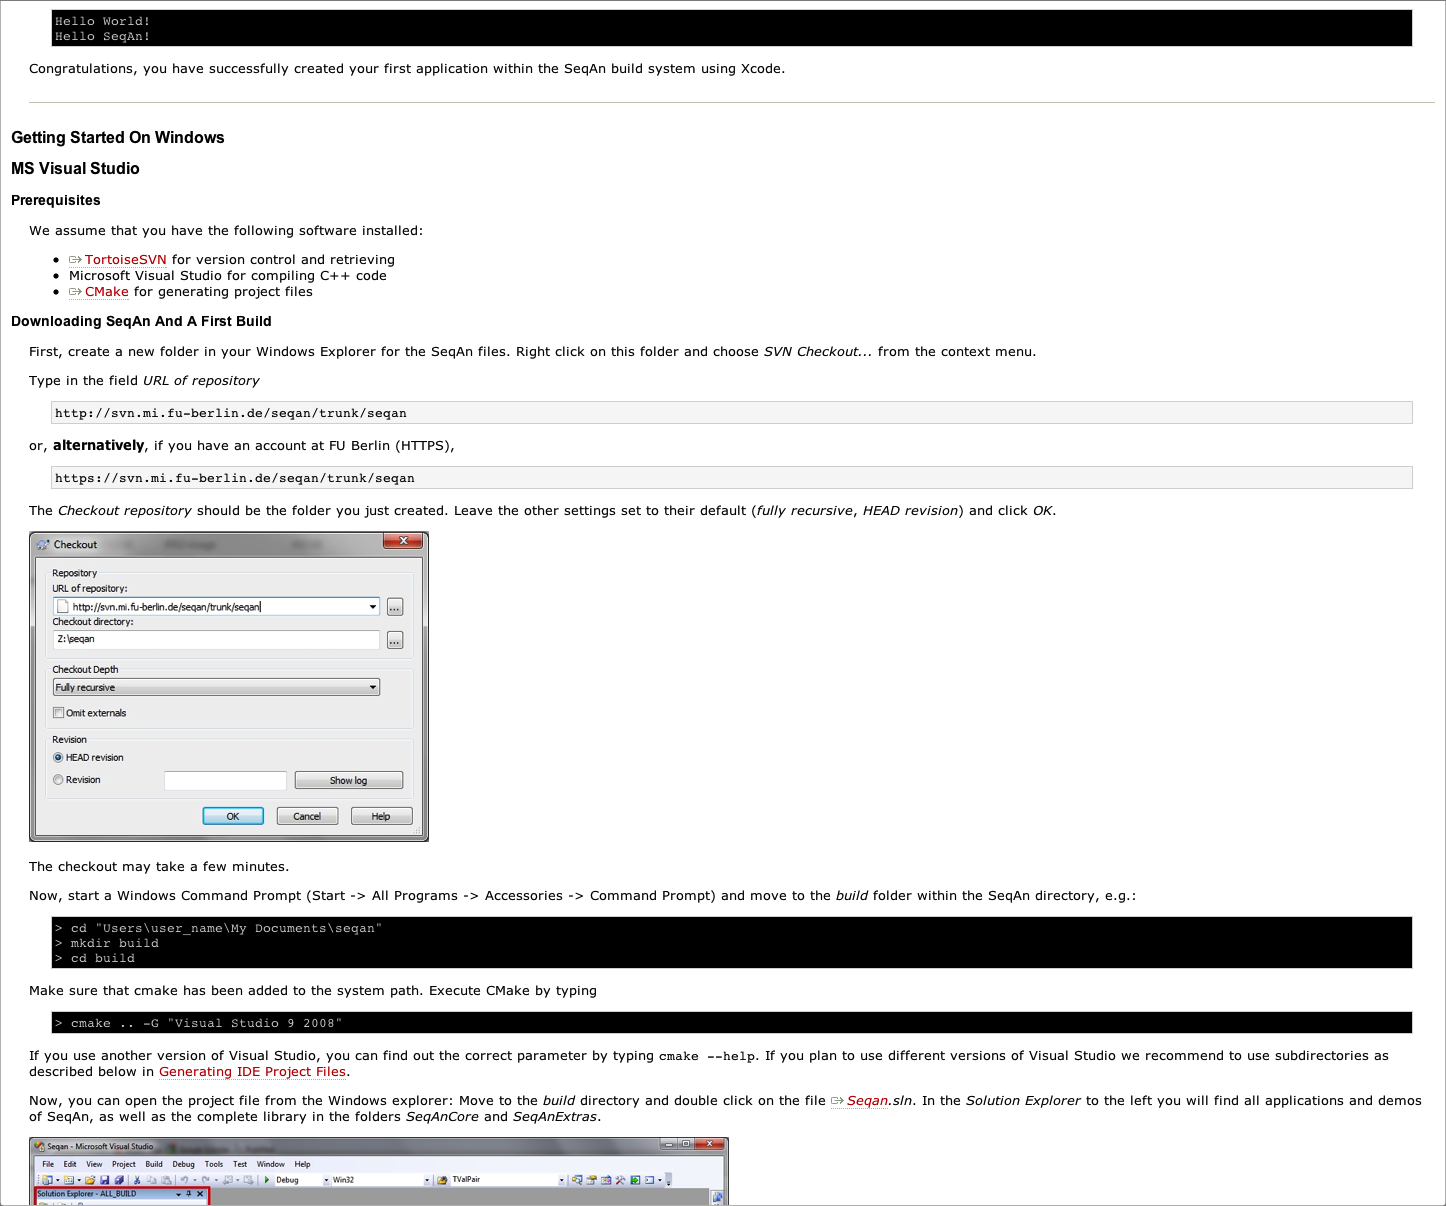 Hello World!
Hello SeqAn!
Congratulations, you have successfully created your first application within the SeqAn build system using Xcode.
Getting Started On Windows
MS Visual Studio
Prerequisites
We assume that you have the following software installed:
TortoiseSVN for version control and retrieving
Microsoft Visual Studio for compiling C++ code
CMake for generating project files
Downloading SeqAn And A First Build
First, create a new folder in your Windows Explorer for the SeqAn files. Right click on this folder and choose SVN Checkout... from the context menu.
Type in the field URL of repository
http://svn.mi.fu-berlin.de/seqan/trunk/seqan
or, alternatively, if you have an account at FU Berlin (HTTPS),
https://svn.mi.fu-berlin.de/seqan/trunk/seqan
The Checkout repository should be the folder you just created. Leave the other settings set to their default (fully recursive, HEAD revision) and click OK.
Checkout
Repository
URL of repository:
http://svn.mi.fu-berlin.de/seqan/trunk/seqan
...
Checkout directory:
Z:\seqan
...
Checkout Depth
Fully recursive
Omit externals
Revision
HEAD revision
Revision
Show log
OK Cancel Help
The checkout may take a few minutes.
Now, start a Windows Command Prompt (Start -> All Programs -> Accessories -> Command Prompt) and move to the build folder within the SeqAn directory, e.g.:
> cd "Users\user_name\My Documents\seqan"
> mkdir build
> cd build
Make sure that cmake has been added to the system path. Execute CMake by typing
> cmake .. -G "Visual Studio 9 2008"
If you use another version of Visual Studio, you can find out the correct parameter by typing cmake --help. If you plan to use different versions of Visual Studio we recommend to use subdirectories as
described below in Generating IDE Project Files.
Now, you can open the project file from the Windows explorer: Move to the build directory and double click on the file Seqan.sln. In the Solution Explorer to the left you will find all applications and demos
of SeqAn, as well as the complete library in the folders SeqAnCore and SeqAnExtras.
Seqan - Microsoft Visual Studio
File Edit View Project Build Debug Tools Test Window Help
Debug Win32 TValPair
Solution Explorer - ALL_BUILD